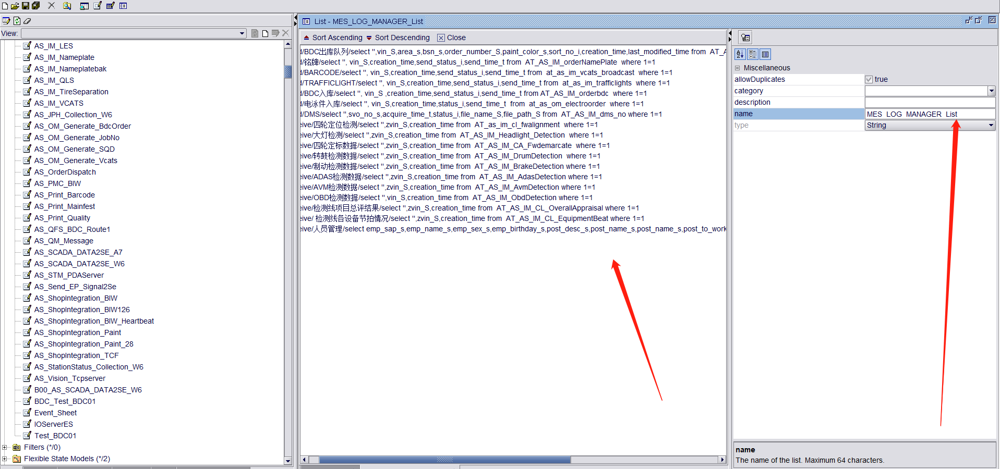 View:
AS_IM_LES
AS_IM_Nameplate
AS_IM_Nameplatebak
AS_IM_QLS
AS_IM_TireSeparation
AS_IM_VCATS
AS_JPH_Collection_W6
AS_OM_Generate_BdcOrder
AS_OM_Generate_JobNo
AS_OM_Generate_SQD
AS_OM_Generate_Vcats
AS_OrderDispatch
AS_PMC_BIW
AS_Print_Barcode
AS_Print_Mainfest
AS_Print_Quality
AS_QFS_BDC_Route1
AS_QM_Message
AS_SCADA_DATA2SE_A7
AS_SCADA_DATA2SE_W6
AS_STM_PDAServer
AS_Send_EP_Signal2Se
AS_ShopIntegration_BIW
AS_ShopIntegration_BIW126
AS_ShopIntegration_BIW_Heartbeat
AS_ShopIntegration_Paint
AS_ShopIntegration_Paint_28
AS_ShopIntegration_TCF
AS_StationStatus_Collection_W6
AS_Vision_Tcpserver
B00_AS_SCADA_DATA2SE_W6
BDC_Test_BDC01
Event_Sheet
IOServerES
Test_BDC01
Filters (*/0)
Flexible State Models (*/2)
List - MES_LOG_MANAGER_List
Sort Ascending Sort Descending Close
d/BDC出库队列/select '',vin_S,area_s,bsn_s,order_number_S,paint_color_s,sort_no_i,creation_time,last_modified_time from  AT_A
d/铭牌/select '', vin_S,creation_time,send_status_i,send_time_t from  AT_AS_IM_orderNamePlate  where 1=1
d/BARCODE/select '', vin_S,creation_time,send_status_i,send_time_t from  at_as_im_vcats_broadcast  where 1=1
d/TRAFFICLIGHT/select '', vin_S,creation_time,send_status_i,send_time_t from  at_as_im_trafficlights  where 1=1
d/BDC入库/select '', vin_S ,creation_time,send_status_i,send_time_t from AT_AS_IM_orderbdc  where 1=1
d/电泳件入库/select '', vin_S,creation_time,status_i,send_time_t  from  at_as_om_electroorder  where 1=1
d/DMS/select '',svo_no_s,acquire_time_t,status_i,file_name_S,file_path_S from  AT_AS_IM_dms_no where 1=1
eive/四轮定位检测/select '',zvin_S,creation_time from  AT_as_im_cl_fwalignment  where 1=1
eive/大灯检测/select '',zvin_S,creation_time from  AT_AS_IM_Headlight_Detection  where 1=1
eive/四轮定标数据/select '',zvin_S,creation_time from  AT_AS_IM_CA_Fwdemarcate  where 1=1
eive/转鼓检测数据/select '',zvin_S,creation_time from  AT_AS_IM_DrumDetection  where 1=1
eive/制动检测数据/select '',zvin_S,creation_time from  AT_AS_IM_BrakeDetection where 1=1
eive/ADAS检测数据/select '',zvin_S,creation_time from  AT_AS_IM_AdasDetection  where 1=1
eive/AVM检测数据/select '',zvin_S,creation_time from  AT_AS_IM_AvmDetection where 1=1
eive/OBD检测数据/select '',vin_S,creation_time from  AT_AS_IM_ObdDetection where 1=1
eive/检测线项目总评结果/select '',zvin_S,creation_time from  AT_AS_IM_CL_OverallAppraisal where 1=1
eive/ 检测线各设备节拍情况/select '',zvin_S,creation_time from  AT_AS_IM_CL_EquipmentBeat where 1=1
eive/人员管理/select emp_sap_s,emp_name_s,emp_sex_s,emp_birthday_s,post_desc_s,post_name_s,post_name_s,post_to_work
Miscellaneous
allowDuplicates true
category
description
name MES_LOG_MANAGER_List
type String
name
The name of the list. Maximum 64 characters.